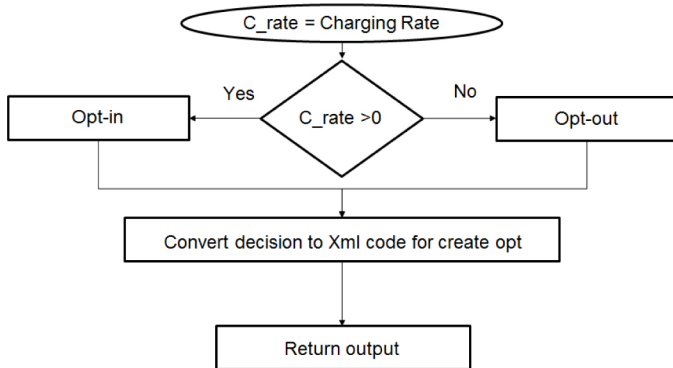 C_rate = Charging Rate
Yes
No
Opt-in
C_rate >0
Opt-out
Convert decision to Xml code for create opt
Return output